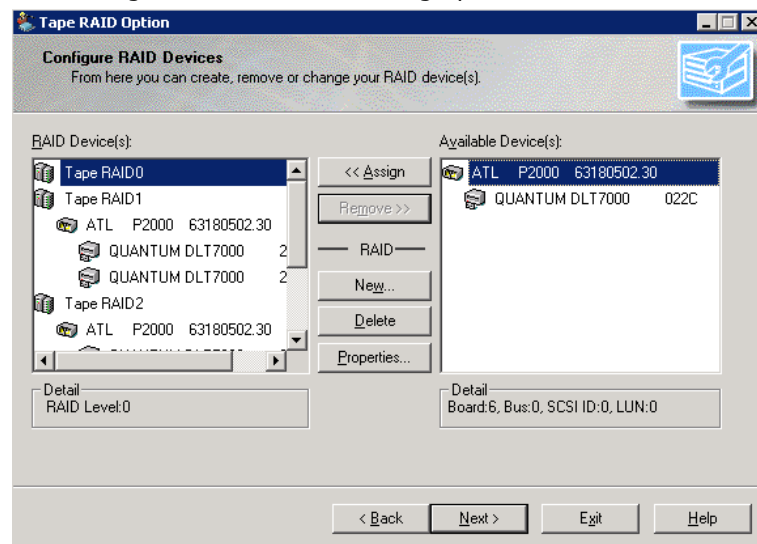 Tape RAID Option
Configure RAID Devices
From here you can create, remove or change your RAID device(s).
RAID Device(s):
Tape RAID0
Tape RAID1
ATL P2000 63180502.30
QUANTUM DLT7000 2
QUANTUM DLT7000 2
Tape RAID2
ATL P2000 63180502.30
<< Assign
Remove >>
RAID
New...
Delete
Properties...
Available Device(s):
ATL P2000 63180502.30
QUANTUM DLT7000 022C
Detail
RAID Level:0
Detail
Board:6, Bus:0, SCSI ID:0, LUN:0
< Back
Next >
Exit
Help